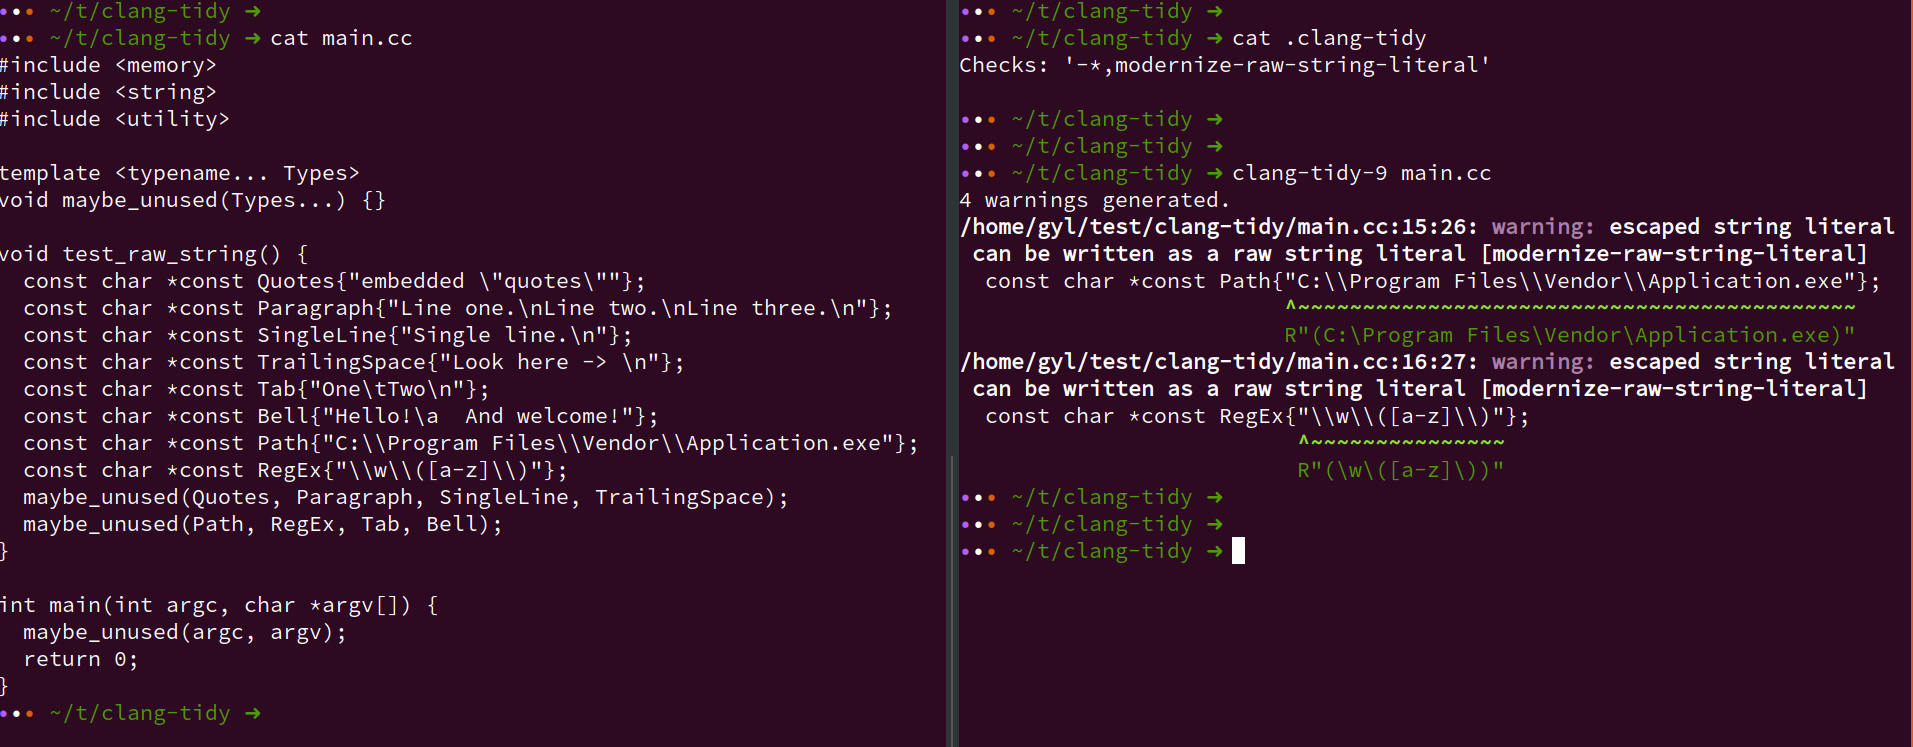 ••• ~/t/clang-tidy ➜
••• ~/t/clang-tidy ➜ cat main.cc
#include <memory>
#include <string>
#include <utility>
template <typename... Types>
void maybe_unused(Types...) {}
void test_raw_string() {
  const char *const Quotes{"embedded \"quotes\""};
  const char *const Paragraph{"Line one.\nLine two.\nLine three.\n"};
  const char *const SingleLine{"Single line.\n"};
  const char *const TrailingSpace{"Look here -> \n"};
  const char *const Tab{"One\tTwo\n"};
  const char *const Bell{"Hello!\a  And welcome!"};
  const char *const Path{"C:\\Program Files\\Vendor\\Application.exe"};
  const char *const RegEx{"\\w\\([a-z]\\)"};
  maybe_unused(Quotes, Paragraph, SingleLine, TrailingSpace);
  maybe_unused(Path, RegEx, Tab, Bell);
}
int main(int argc, char *argv[]) {
  maybe_unused(argc, argv);
  return 0;
}
••• ~/t/clang-tidy ➜
••• ~/t/clang-tidy ➜
••• ~/t/clang-tidy ➜ cat .clang-tidy
Checks: '-*,modernize-raw-string-literal'
••• ~/t/clang-tidy ➜
••• ~/t/clang-tidy ➜
••• ~/t/clang-tidy ➜ clang-tidy-9 main.cc
4 warnings generated.
/home/gyl/test/clang-tidy/main.cc:15:26: warning: escaped string literal
 can be written as a raw string literal [modernize-raw-string-literal]
  const char *const Path{"C:\\Program Files\\Vendor\\Application.exe"};
                         ^~~~~~~~~~~~~~~~~~~~~~~~~~~~~~~~~~~~~~~~~~~
                         R"(C:\Program Files\Vendor\Application.exe)"
/home/gyl/test/clang-tidy/main.cc:16:27: warning: escaped string literal
 can be written as a raw string literal [modernize-raw-string-literal]
  const char *const RegEx{"\\w\\([a-z]\\)"};
                          ^~~~~~~~~~~~~~~~
                          R"(\w\([a-z]\))"
••• ~/t/clang-tidy ➜
••• ~/t/clang-tidy ➜
••• ~/t/clang-tidy ➜